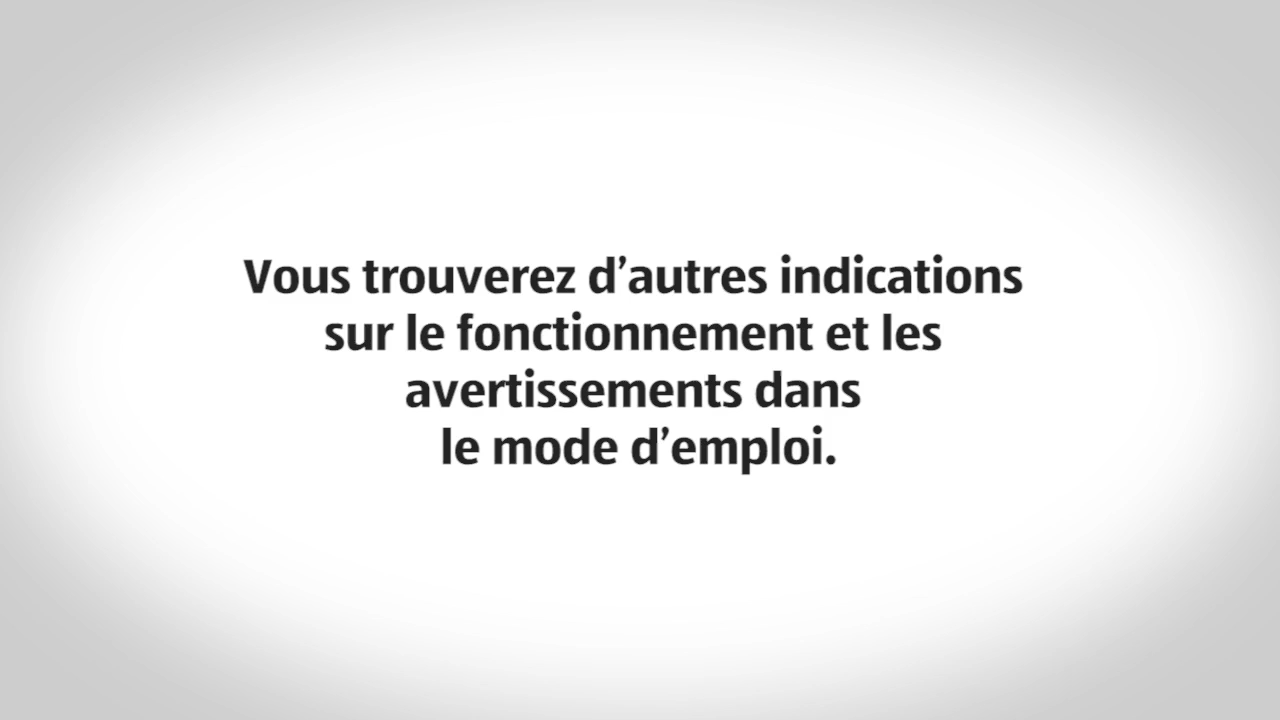 Vous trouverez d’autres indications
sur le fonctionnement et les
avertissements dans
le mode d’emploi.